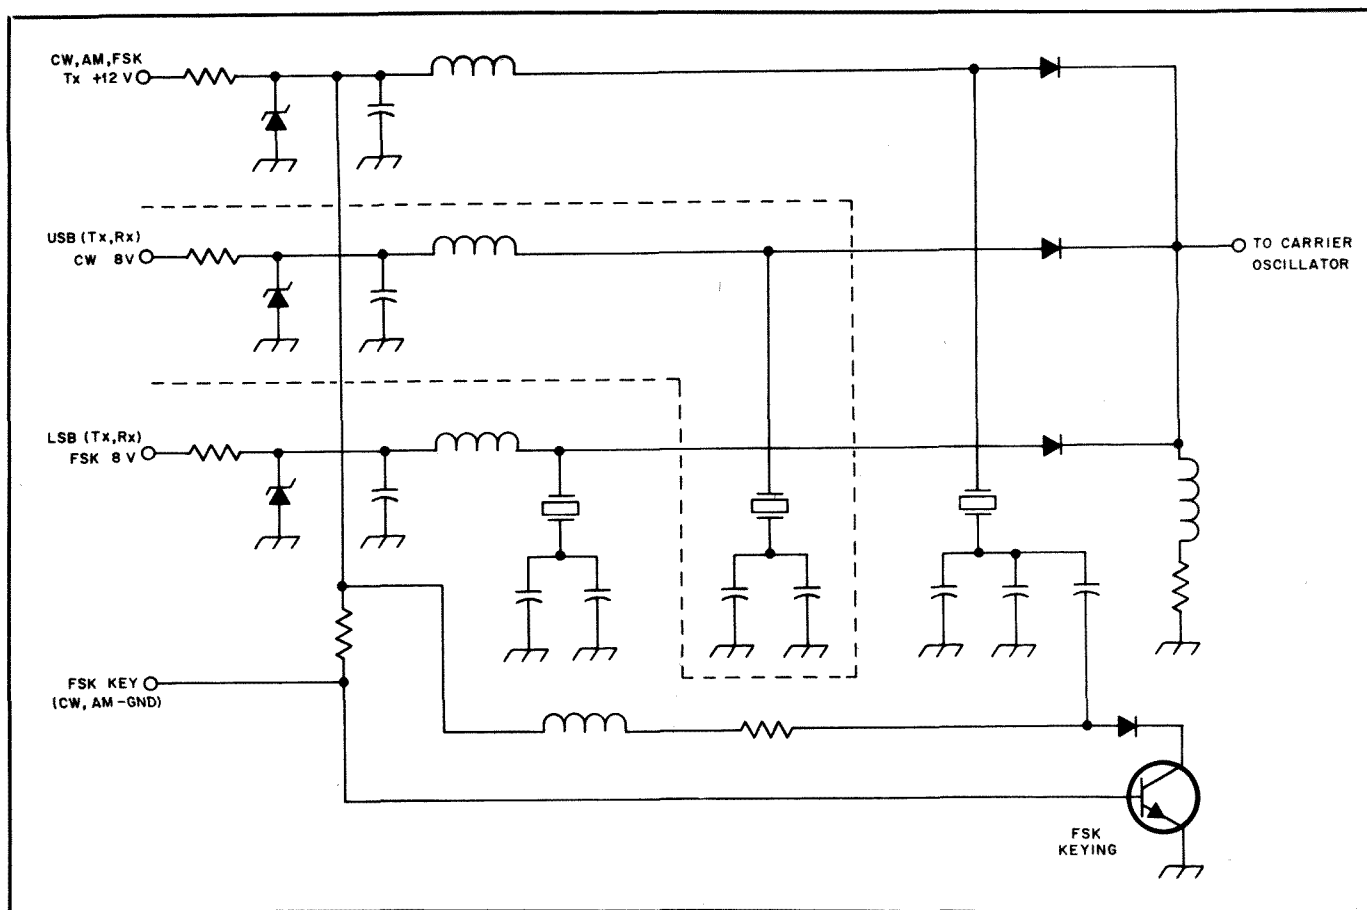 CW, AM, FSK
Tx +12 V
USB (Tx, Rx)
CW 8V
TO CARRIER
OSCILLATOR
LSB (Tx, Rx)
FSK 8 V
FSK KEY
(CW, AM-GND)
FSK
KEYING